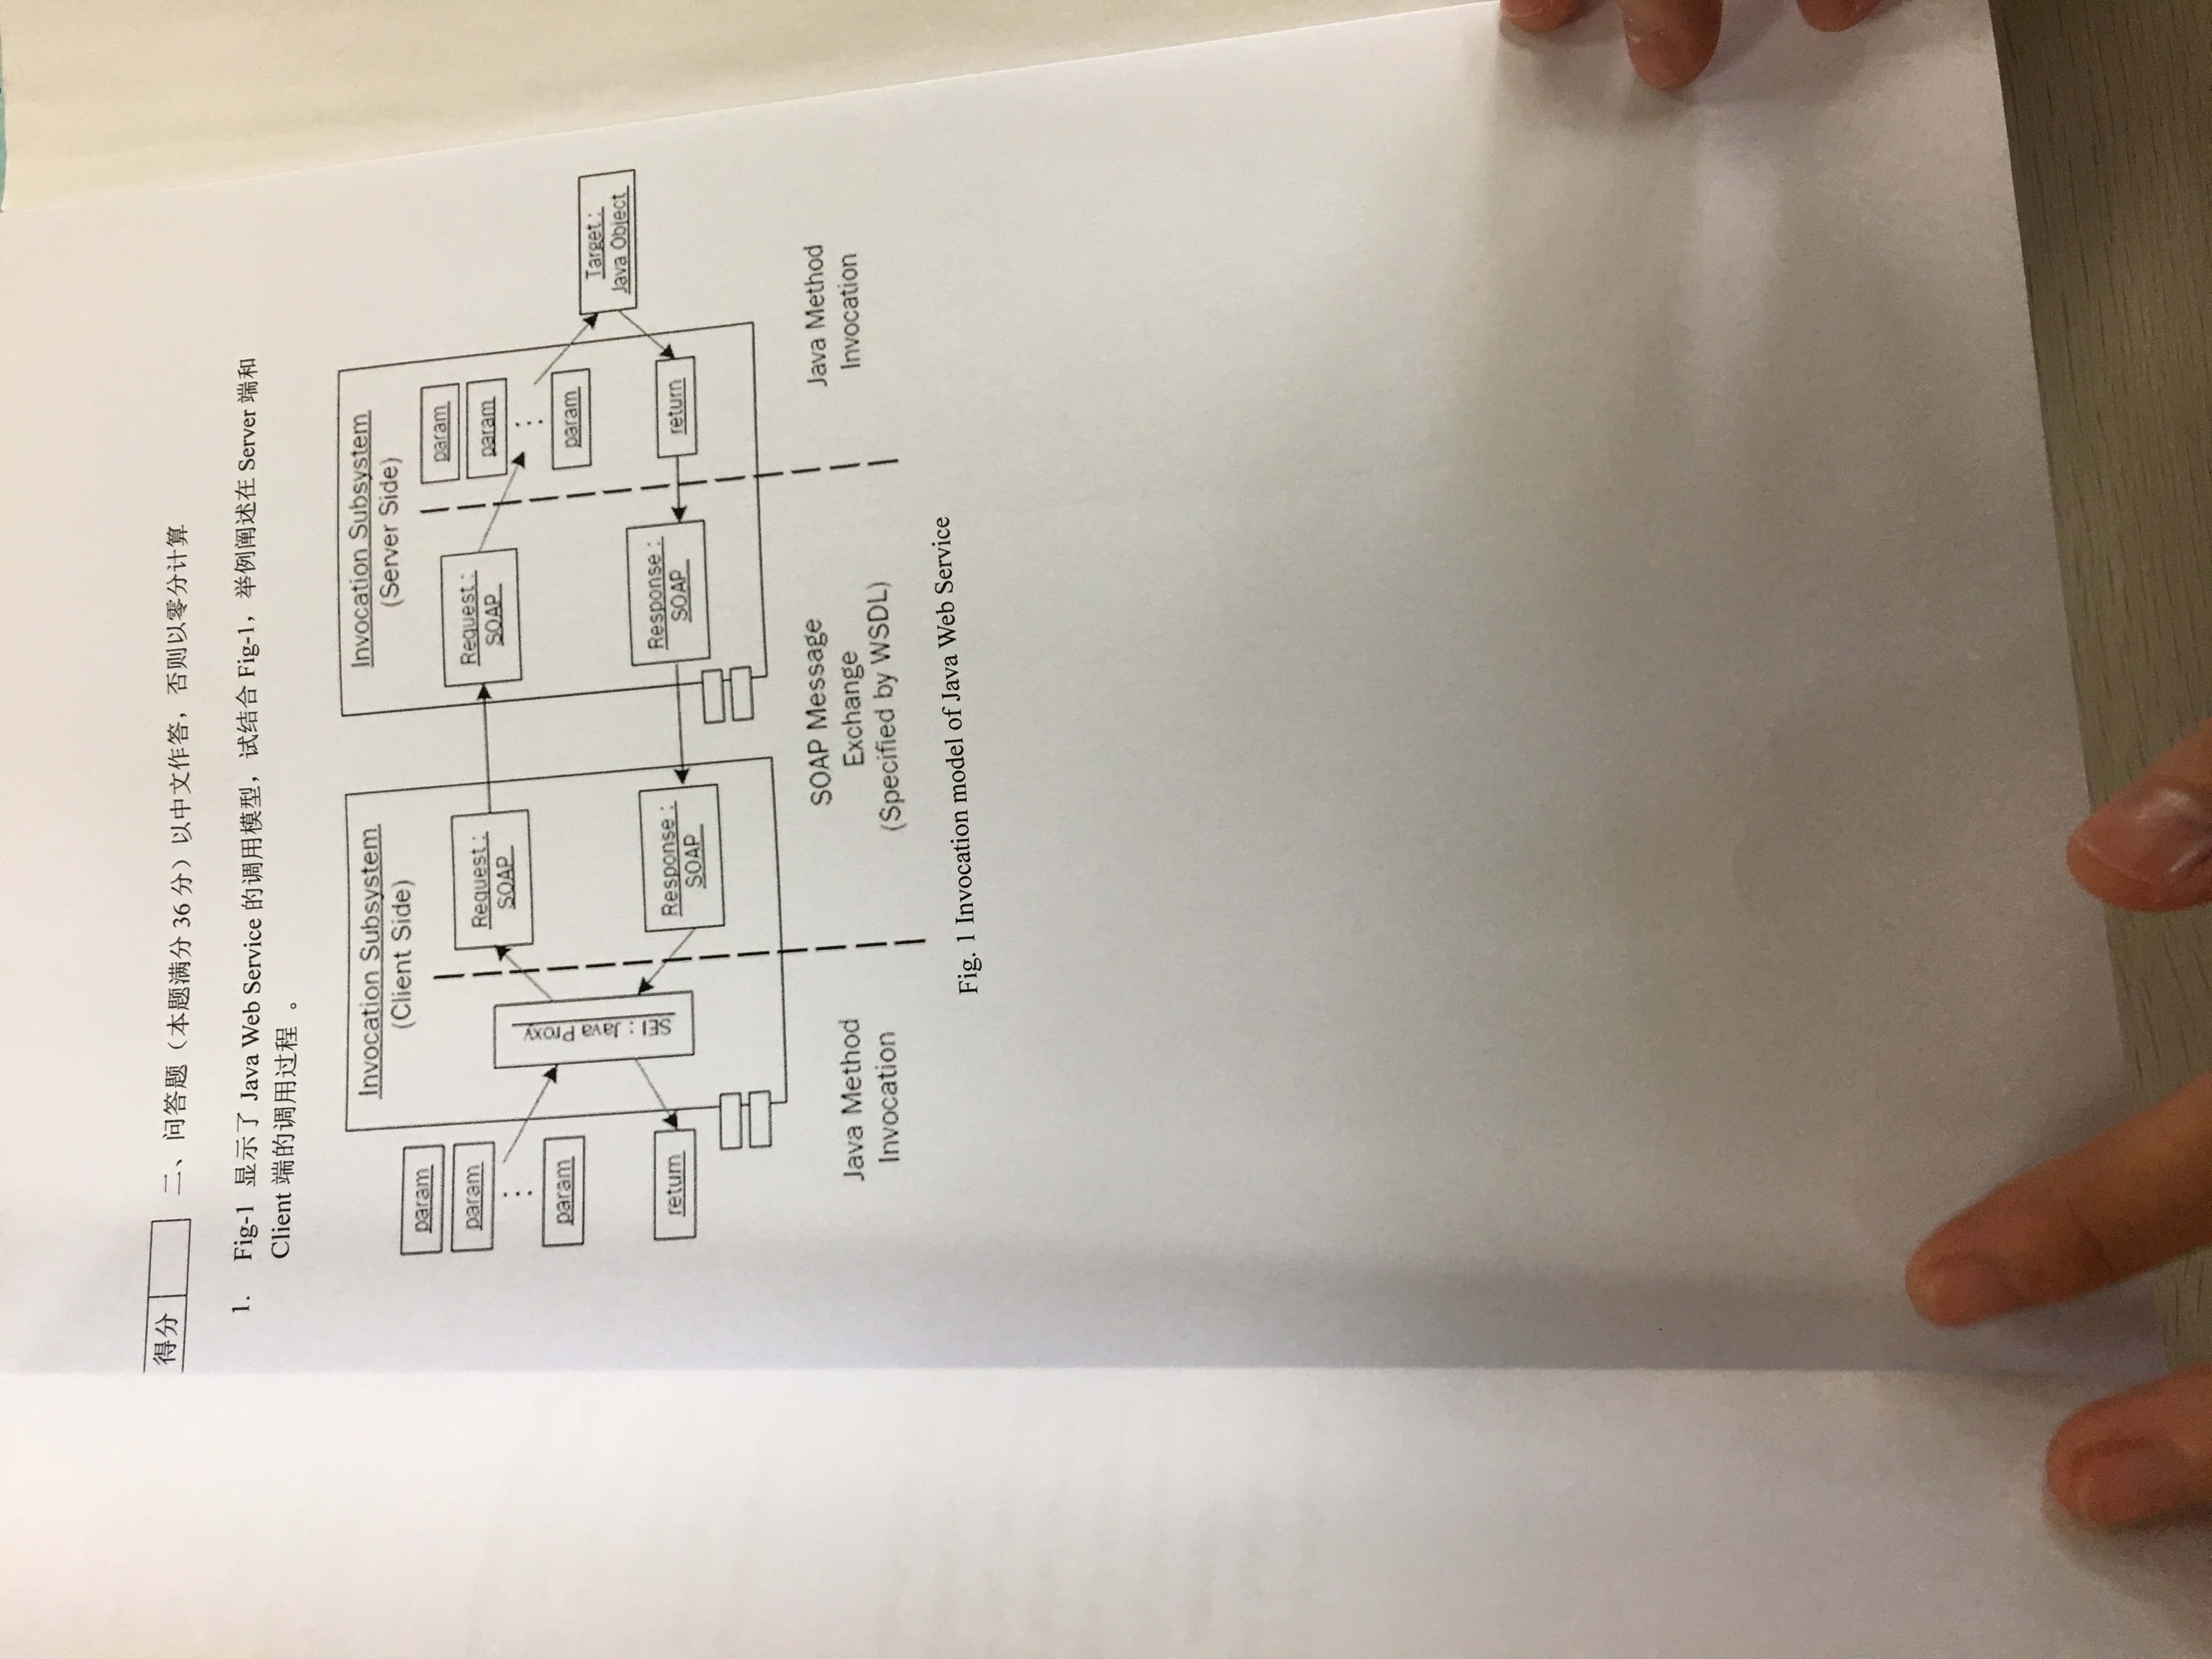 得分
二、问答题（本题满分 36 分）以中文作答，否则以零分计算
1. Fig-1 显示了 Java Web Service 的调用模型，试结合 Fig-1，举例阐述在 Server 端和
Client 端的调用过程 。
Invocation Subsystem
(Client Side)
param
param
⋮
param
return
SEI : Java Proxy
Request :
SOAP
Response :
SOAP
Invocation Subsystem
(Server Side)
Request :
SOAP
Response :
SOAP
param
param
⋮
param
return
Target :
Java Object
Java Method
Invocation
SOAP Message
Exchange
(Specified by WSDL)
Java Method
Invocation
Fig. 1 Invocation model of Java Web Service